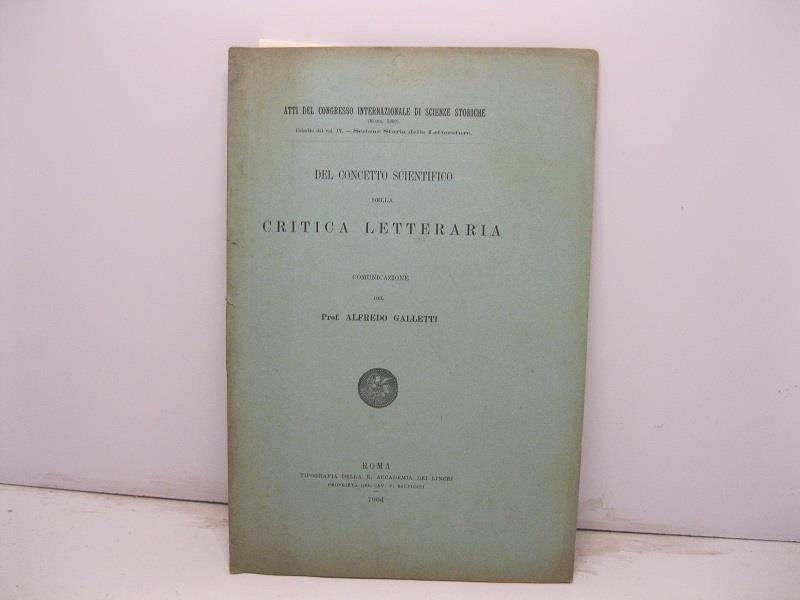 ATTI DEL CONGRESSO INTERNAZIONALE DI SCIENZE STORICHE
(Roma, 1903).
Estratto dal vol. IV. — Sezione Storia delle Letterature.
DEL CONCETTO SCIENTIFICO
DELLA
CRITICA LETTERARIA
COMUNICAZIONE
DEL
Prof. ALFREDO GALLETTI
ROMA
TIPOGRAFIA DELLA R. ACCADEMIA DEI LINCEI
PROPRIETÀ DEL CAV. V. SALVIUCCI
1904